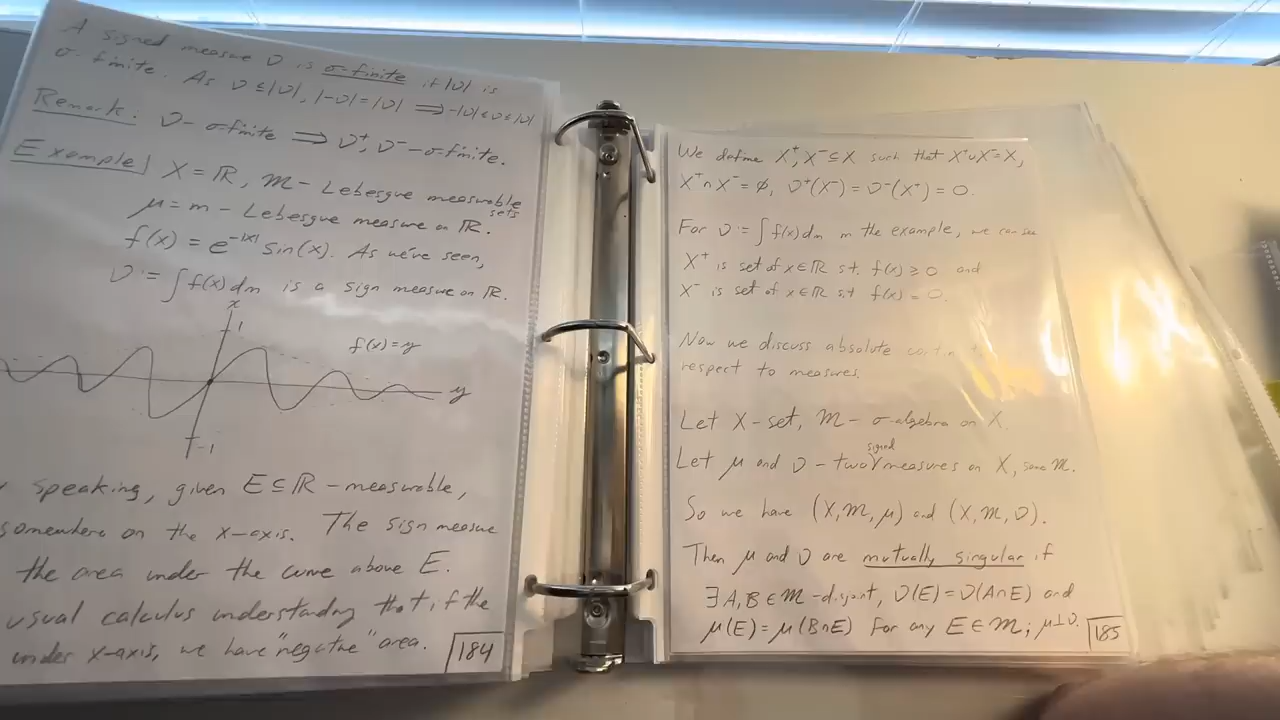 A signed measure ν is σ-finite if |ν| is
σ-finite. As ν ≤ |ν|, |-ν| = |ν| ⟹ -|ν| ≤ ν ≤ |ν|
Remark: ν - σ-finite ⟹ ν⁺, ν⁻ - σ-finite.
Example| X = ℝ, m - Lebesgue measurable sets
μ = m - Lebesgue measure on ℝ.
f(x) = e^{-|x|} sin(x). As we've seen,
ν := ∫ f(x) dm is a sign measure on ℝ.
x
1
f(x) = y
y
-1
speaking, given E ⊆ ℝ - measurable,
somewhere on the x-axis. The sign measure
the area under the curve above E.
usual calculus understanding that, if the
under x-axis, we have "negative" area.
184
We define X⁺, X⁻ ⊆ X such that X⁺∪X⁻ = X,
X⁺∩X⁻ = ∅, ν⁺(X⁻) = ν⁻(X⁺) = 0.
For ν := ∫ f(x) dm in the example, we can see
X⁺ is set of x ∈ ℝ s.t. f(x) ≥ 0 and
X⁻ is set of x ∈ ℝ s.t f(x) = 0.
Now we discuss absolute
respect to measures.
Let X - set, m - σ-algebra on X.
Let μ and ν - two signed measures on X, same m.
So we have (X, m, μ) and (X, m, ν).
Then μ and ν are mutually singular if
∃ A, B ∈ m - disjoint, ν(E) = ν(A∩E) and
μ(E) = μ(B∩E) for any E ∈ m; μ⊥ν.
185